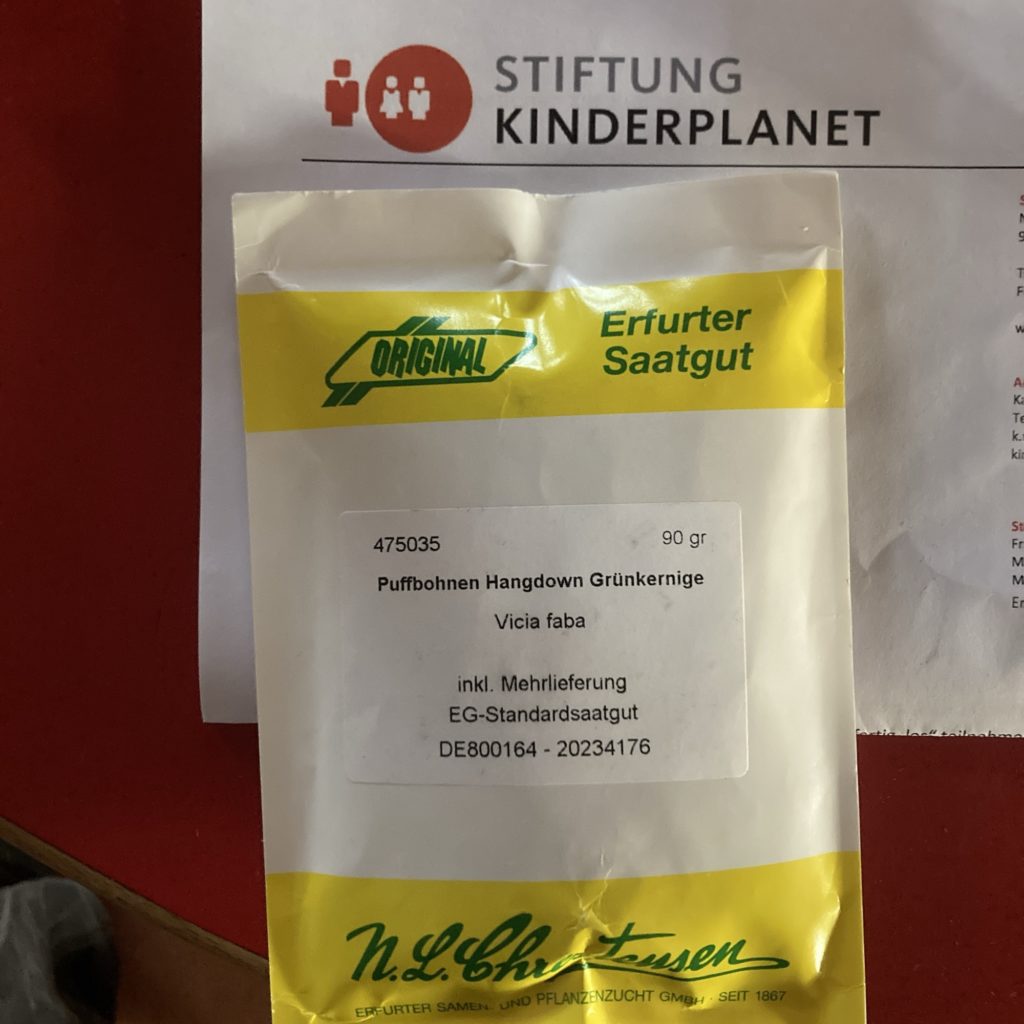 STIFTUNG
KINDERPLANET
ORIGINAL
Erfurter
Saatgut
475035 90 gr
Puffbohnen Hangdown Grünkernige
Vicia faba
inkl. Mehrlieferung
EG-Standardsaatgut
DE800164 - 20234176
N.L. Chrestensen
ERFURTER SAMEN- UND PFLANZENZUCHT GMBH · SEIT 1867